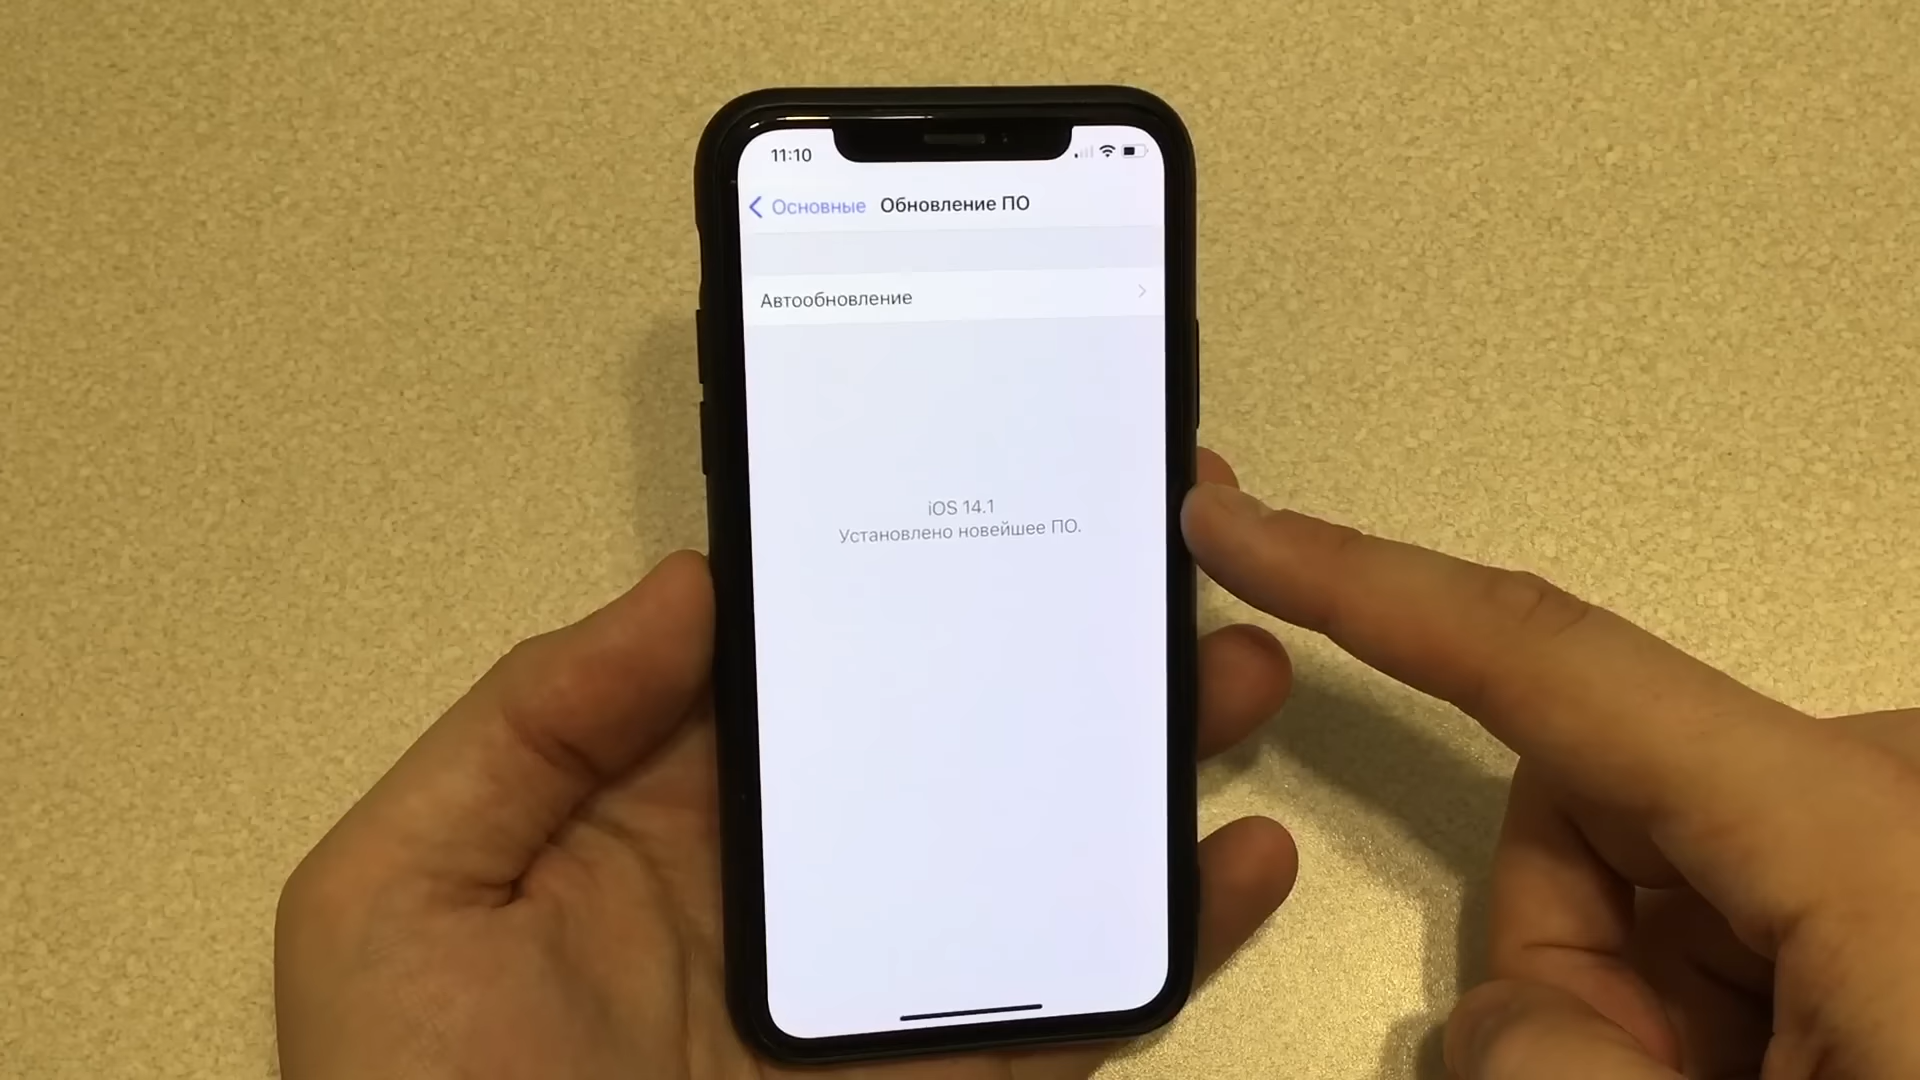 11:10
Основные Обновление ПО
Автообновление
iOS 14.1
Установлено новейшее ПО.